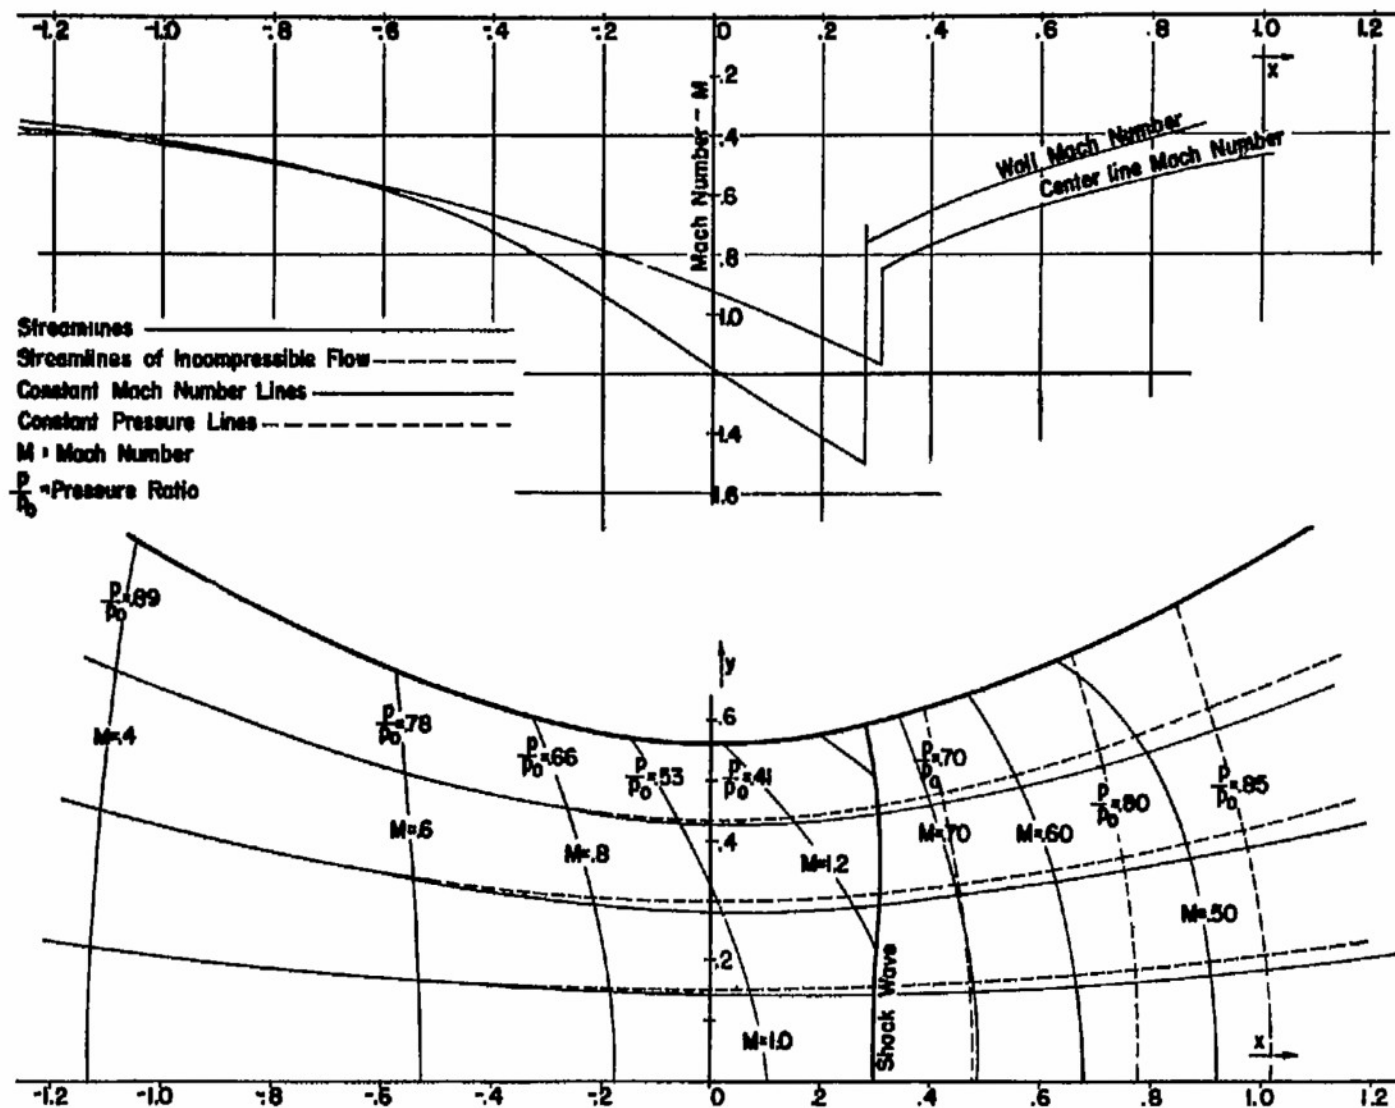 -1.2 -1.0 -.8 -.6 -.4 -.2 0 .2 .4 .6 .8 1.0 1.2
x
.2
.4
.6
.8
1.0
1.4
1.6
Mach Number - M
Wall Mach Number
Center line Mach Number
Streamlines
Streamlines of Incompressible Flow
Constant Mach Number Lines
Constant Pressure Lines
M = Mach Number
p/p₀ = Pressure Ratio
p/p₀=.89
p/p₀=.78
p/p₀=.66
p/p₀=.53
p/p₀=.41
p/p₀=.70
p/p₀=.80
p/p₀=.85
y
.6
.4
.2
M=.4
M=.6
M=.8
M=1.0
M=1.2
M=.70
M=.60
M=.50
Shock Wave
x
-1.2 -1.0 -.8 -.6 -.4 -.2 0 .2 .4 .6 .8 1.0 1.2